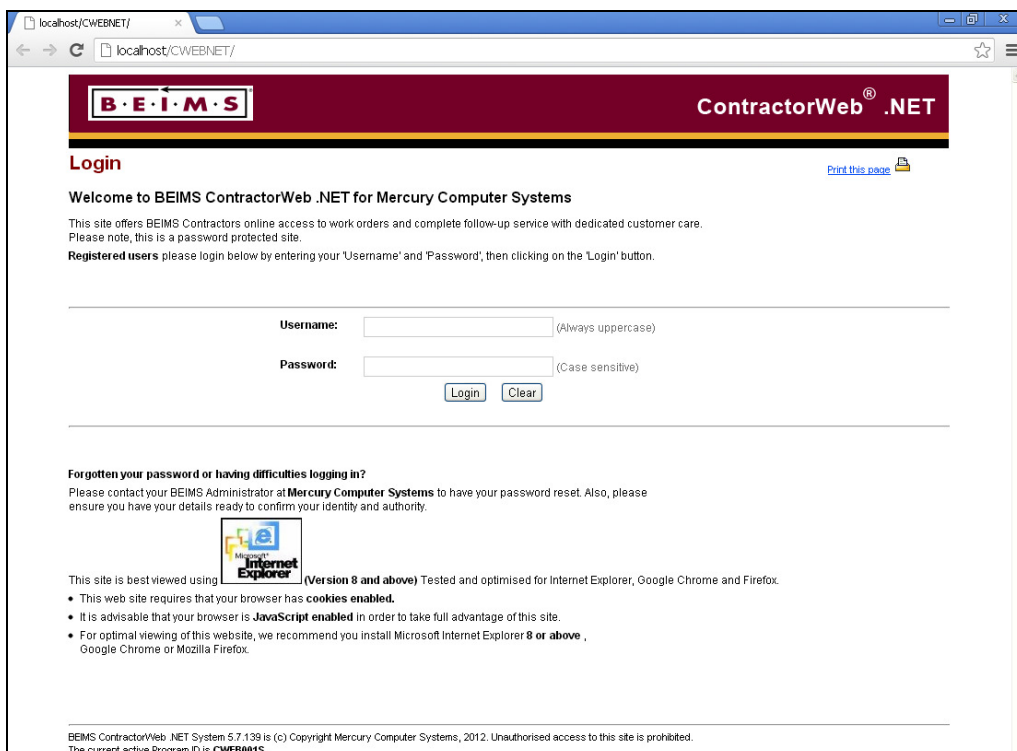 localhost/CWEBNET/
localhost/CWEBNET/
B·E·I·M·S
ContractorWeb® .NET
Login
Print this page
Welcome to BEIMS ContractorWeb .NET for Mercury Computer Systems
This site offers BEIMS Contractors online access to work orders and complete follow-up service with dedicated customer care.
Please note, this is a password protected site.
Registered users please login below by entering your 'Username' and 'Password', then clicking on the 'Login' button.
Username: (Always uppercase)
Password: (Case sensitive)
Login Clear
Forgotten your password or having difficulties logging in?
Please contact your BEIMS Administrator at Mercury Computer Systems to have your password reset. Also, please
ensure you have your details ready to confirm your identity and authority.
Microsoft
Internet
Explorer
This site is best viewed using (Version 8 and above) Tested and optimised for Internet Explorer, Google Chrome and Firefox.
• This web site requires that your browser has cookies enabled.
• It is advisable that your browser is JavaScript enabled in order to take full advantage of this site.
• For optimal viewing of this website, we recommend you install Microsoft Internet Explorer 8 or above ,
Google Chrome or Mozilla Firefox.
BEIMS ContractorWeb .NET System 5.7.139 is (c) Copyright Mercury Computer Systems, 2012. Unauthorised access to this site is prohibited.
The current active Program ID is CWEB001S